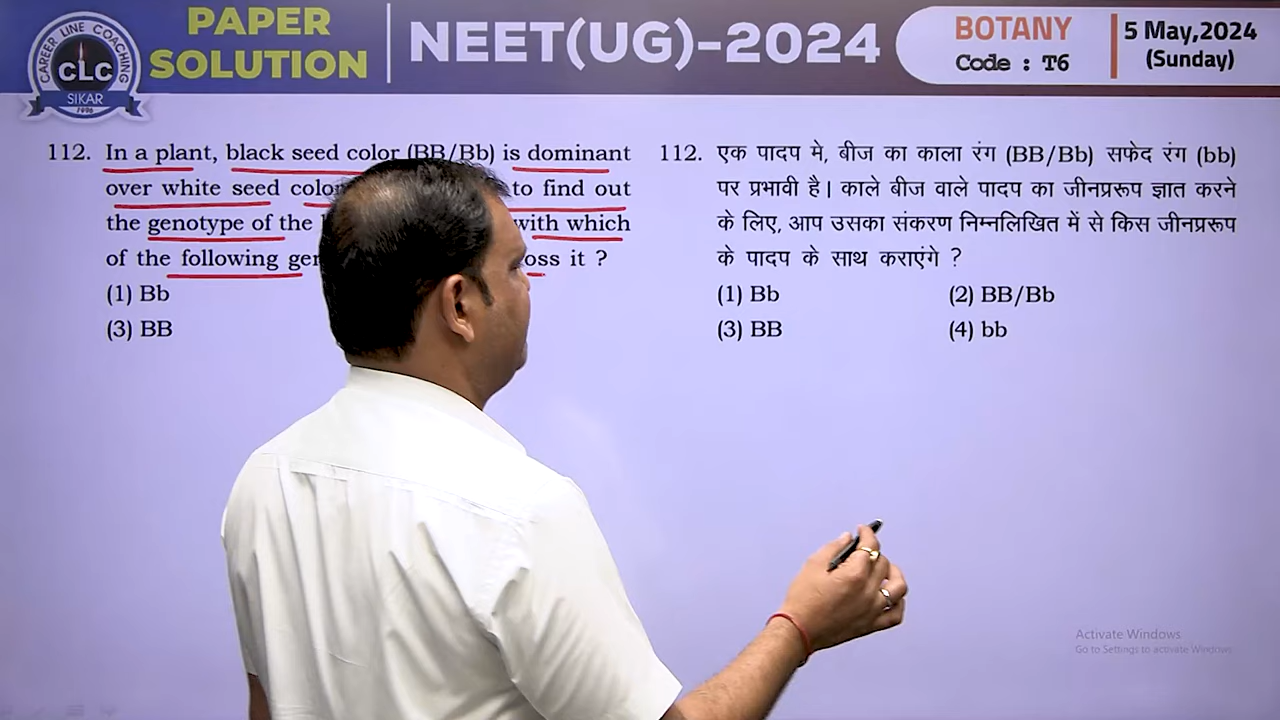 CAREER LINE COACHING
CLC
SIKAR
PAPER
SOLUTION
NEET(UG)-2024
BOTANY
Code : T6
5 May,2024
(Sunday)
112. In a plant, black seed color (BB/Bb) is dominant
over white seed to find out
the genotype of the with which
of the following it ?
(1) Bb
(3) BB
112. एक पादप मे, बीज का काला रंग (BB/Bb) सफेद रंग (bb)
पर प्रभावी है। काले बीज वाले पादप का जीनप्ररूप ज्ञात करने
के लिए, आप उसका संकरण निम्नलिखित में से किस जीनप्ररूप
के पादप के साथ कराएंगे ?
(1) Bb (2) BB/Bb
(3) BB (4) bb
Activate Windows
Go to Settings to activate Windows.